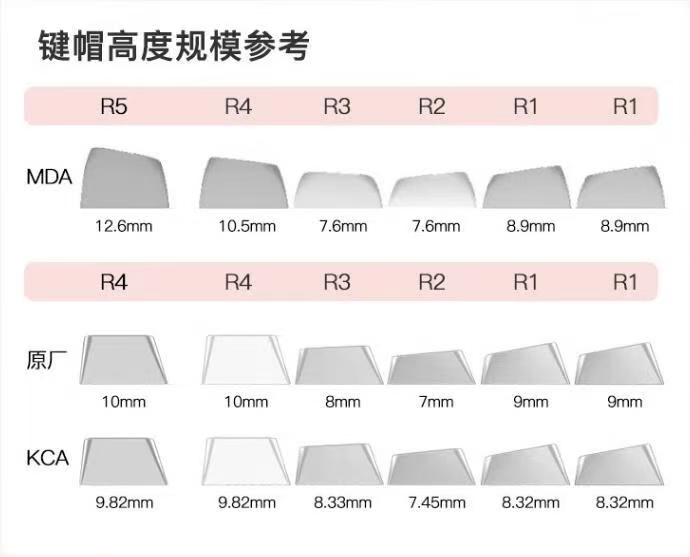 键帽高度规模参考
R5 R4 R3 R2 R1 R1
MDA
12.6mm 10.5mm 7.6mm 7.6mm 8.9mm 8.9mm
R4 R4 R3 R2 R1 R1
原厂
10mm 10mm 8mm 7mm 9mm 9mm
KCA
9.82mm 9.82mm 8.33mm 7.45mm 8.32mm 8.32mm